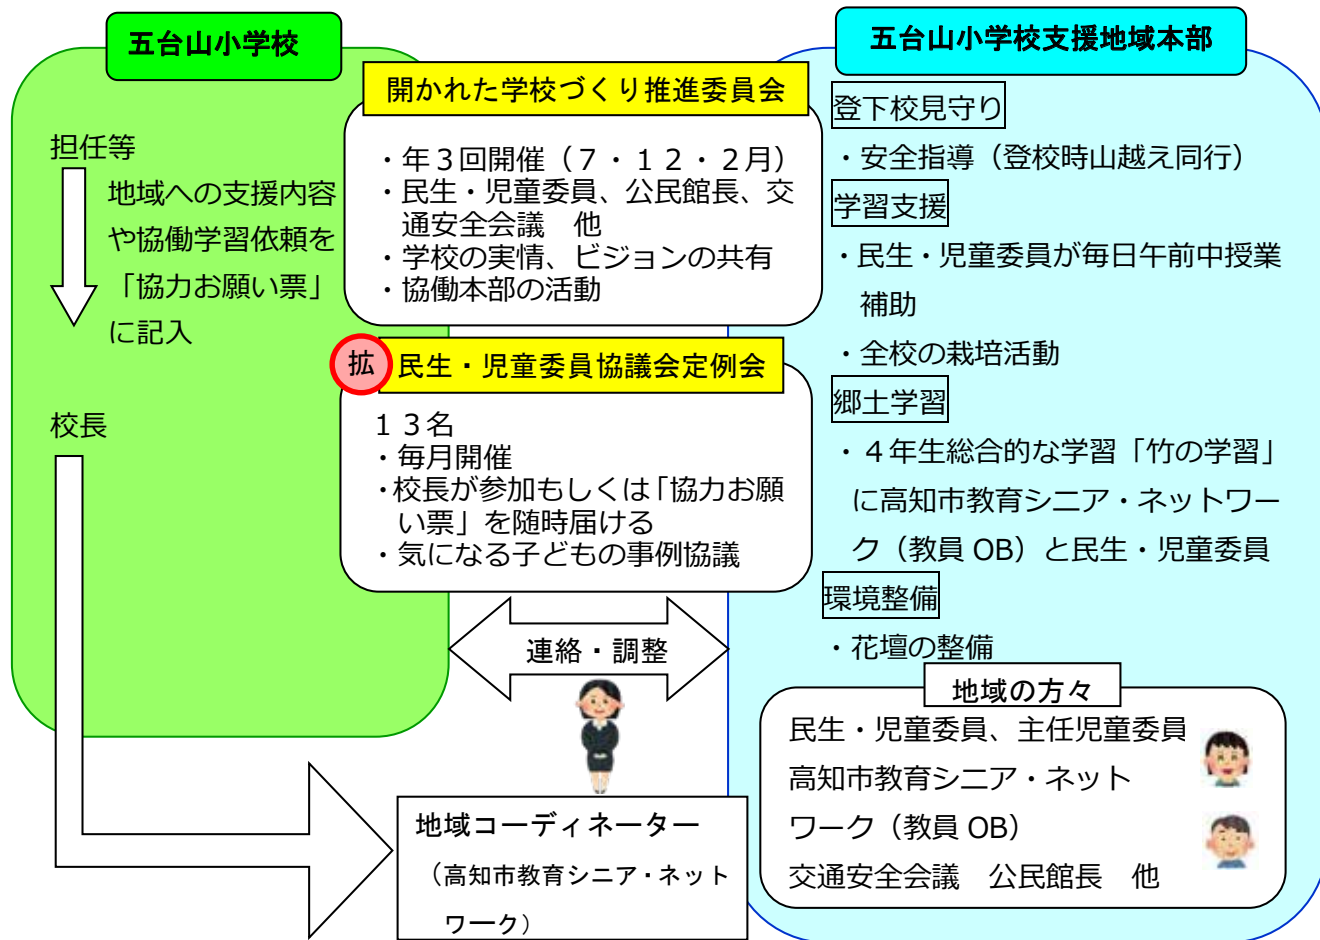 五台山小学校
担任等
地域への支援内容
や協働学習依頼を
「協力お願い票」
に記入
校長
開かれた学校づくり推進委員会
・年３回開催（７・１２・２月）
・民生・児童委員、公民館長、交
通安全会議　他
・学校の実情、ビジョンの共有
・協働本部の活動
拡
民生・児童委員協議会定例会
１３名
・毎月開催
・校長が参加もしくは「協力お願
い票」を随時届ける
・気になる子どもの事例協議
連絡・調整
地域コーディネーター
（高知市教育シニア・ネット
ワーク）
五台山小学校支援地域本部
登下校見守り
・安全指導（登校時山越え同行）
学習支援
・民生・児童委員が毎日午前中授業
補助
・全校の栽培活動
郷土学習
・４年生総合的な学習「竹の学習」
に高知市教育シニア・ネットワー
ク（教員 OB）と民生・児童委員
環境整備
・花壇の整備
地域の方々
民生・児童委員、主任児童委員
高知市教育シニア・ネット
ワーク（教員 OB）
交通安全会議　公民館長　他